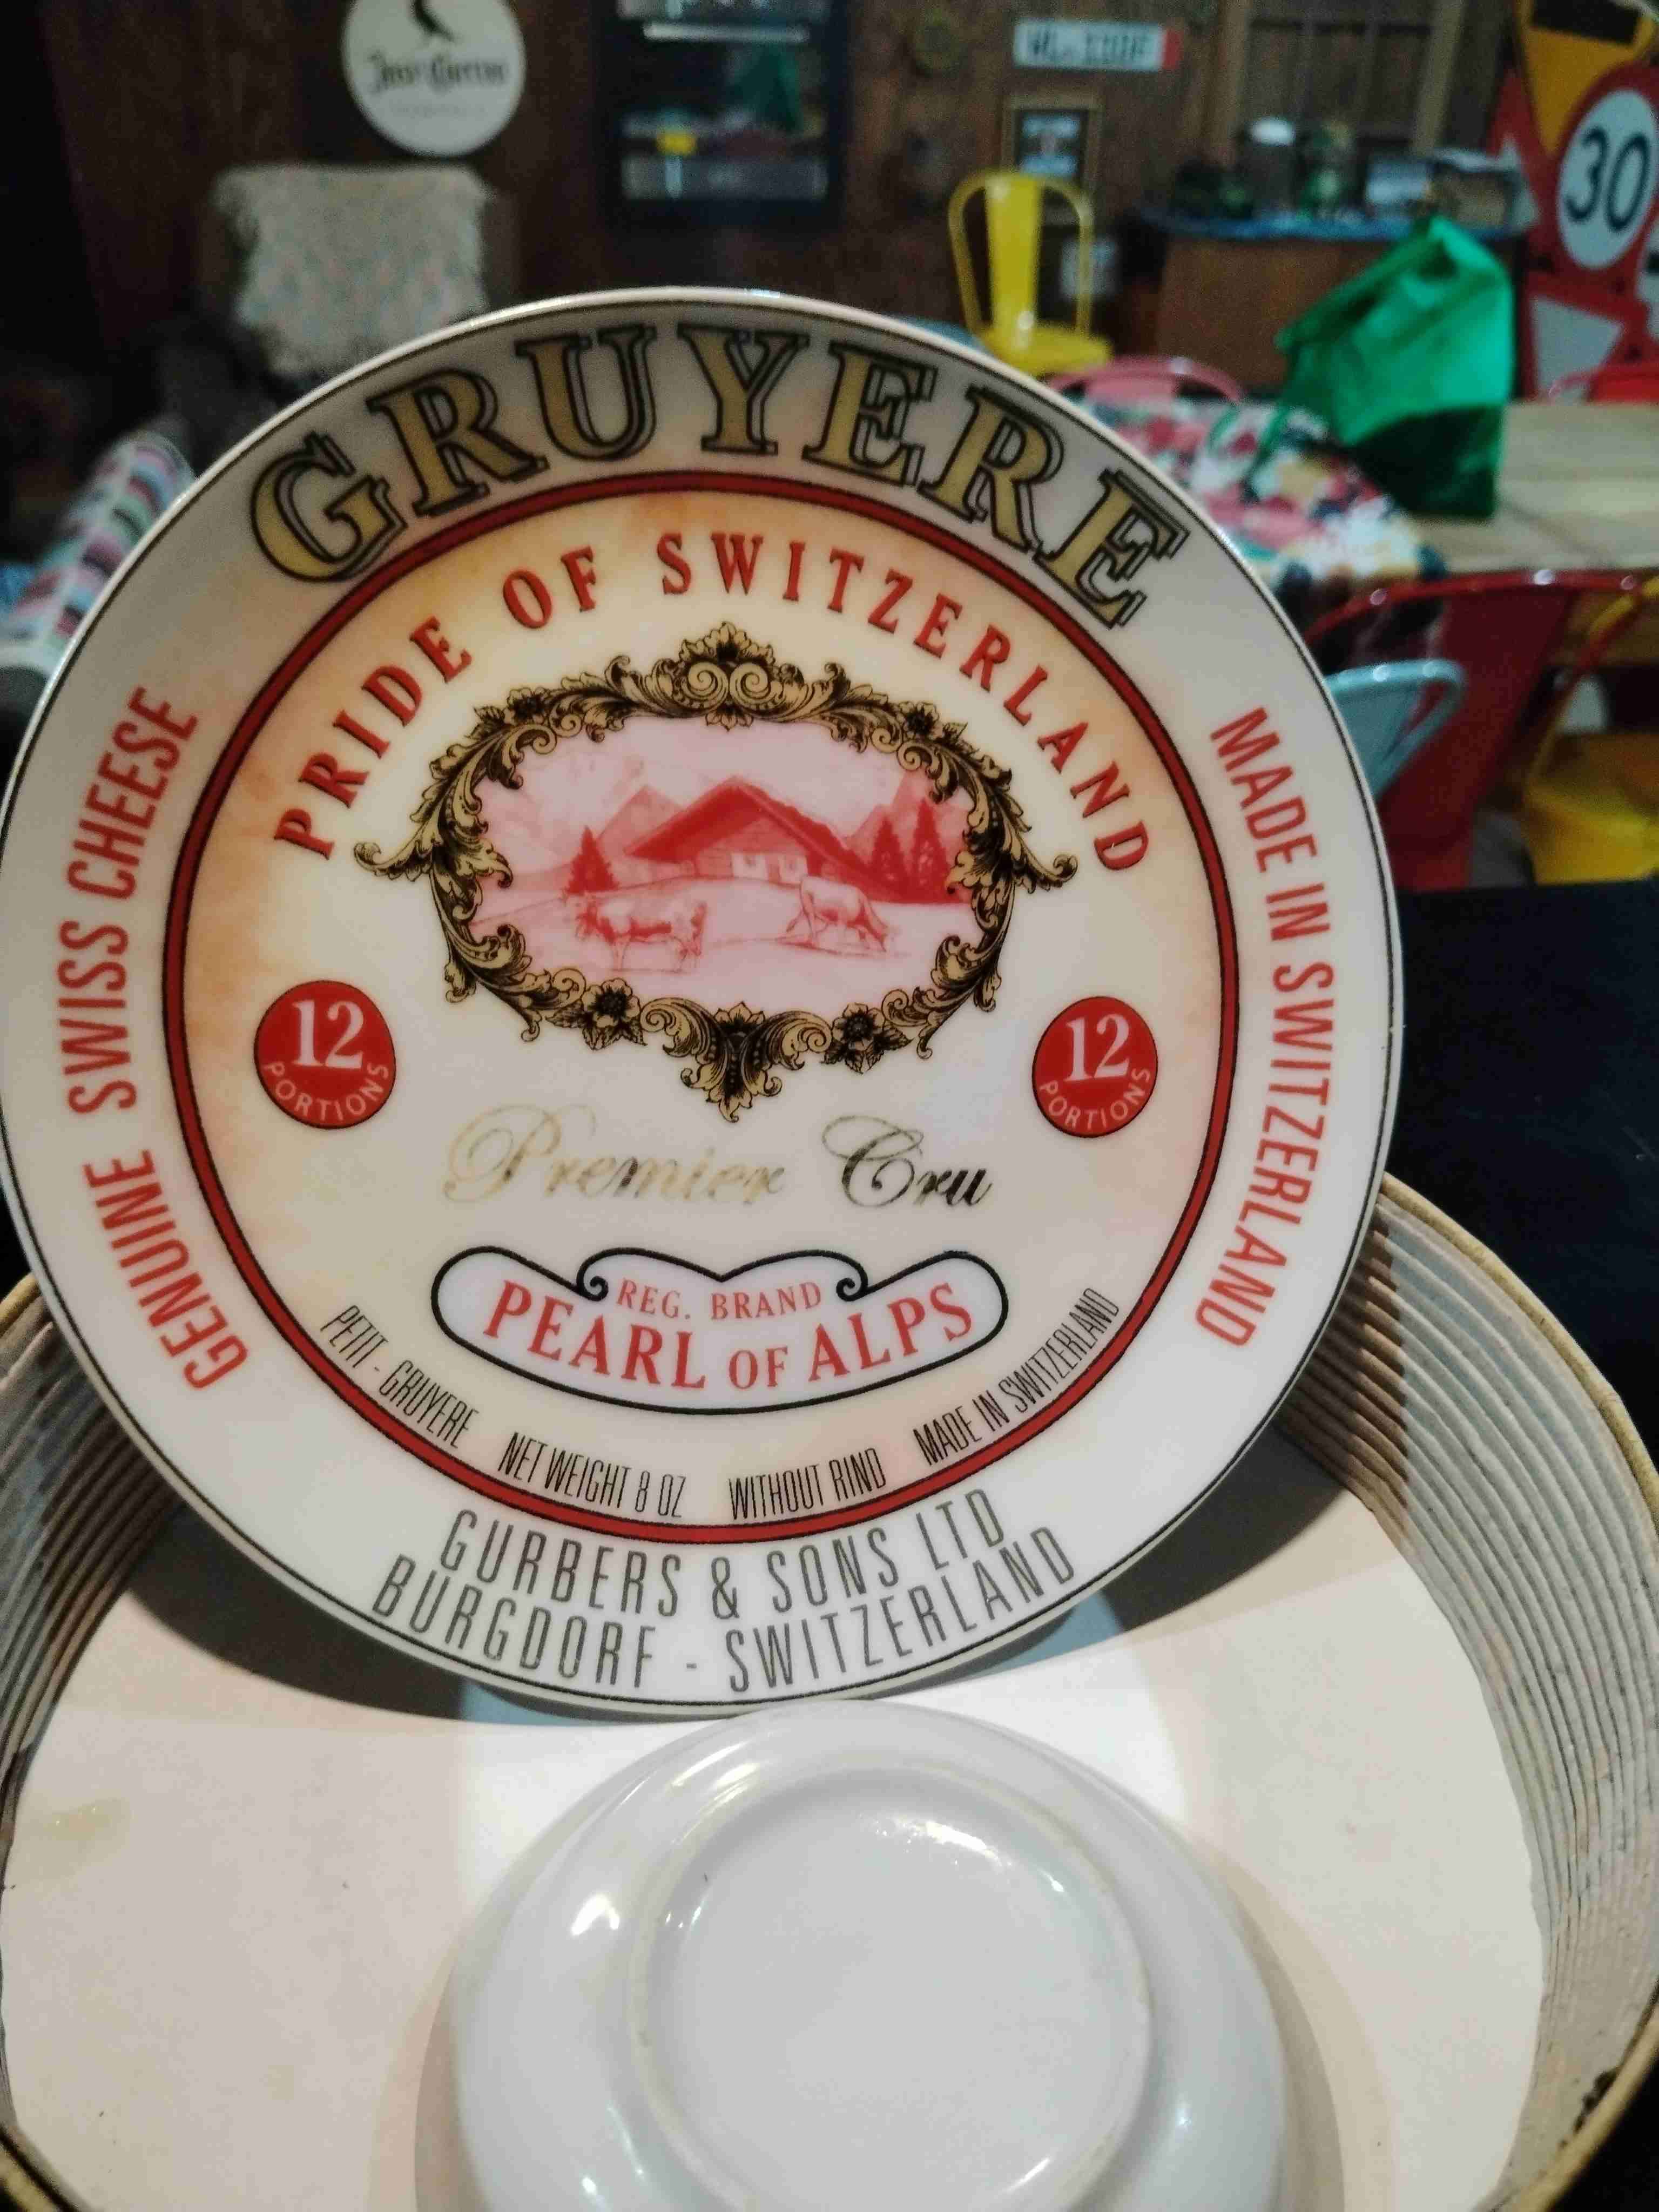 Jose Cuervo
30
GRUYERE
PRIDE OF SWITZERLAND
GENUINE SWISS CHEESE
MADE IN SWITZERLAND
12
PORTIONS
12
PORTIONS
Premier Cru
REG. BRAND
PEARL OF ALPS
PETIT - GRUYERE NET WEIGHT 8 OZ WITHOUT RIND MADE IN SWITZERLAND
GURBERS & SONS LTD
BURGDORF - SWITZERLAND